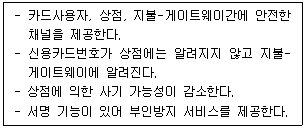 - 카드사용자, 상점, 지불-게이트웨이간에 안전한
채널을 제공한다.
- 신용카드번호가 상점에는 알려지지 않고 지불-
게이트웨이에 알려진다.
- 상점에 의한 사기 가능성이 감소한다.
- 서명 기능이 있어 부인방지 서비스를 제공한다.